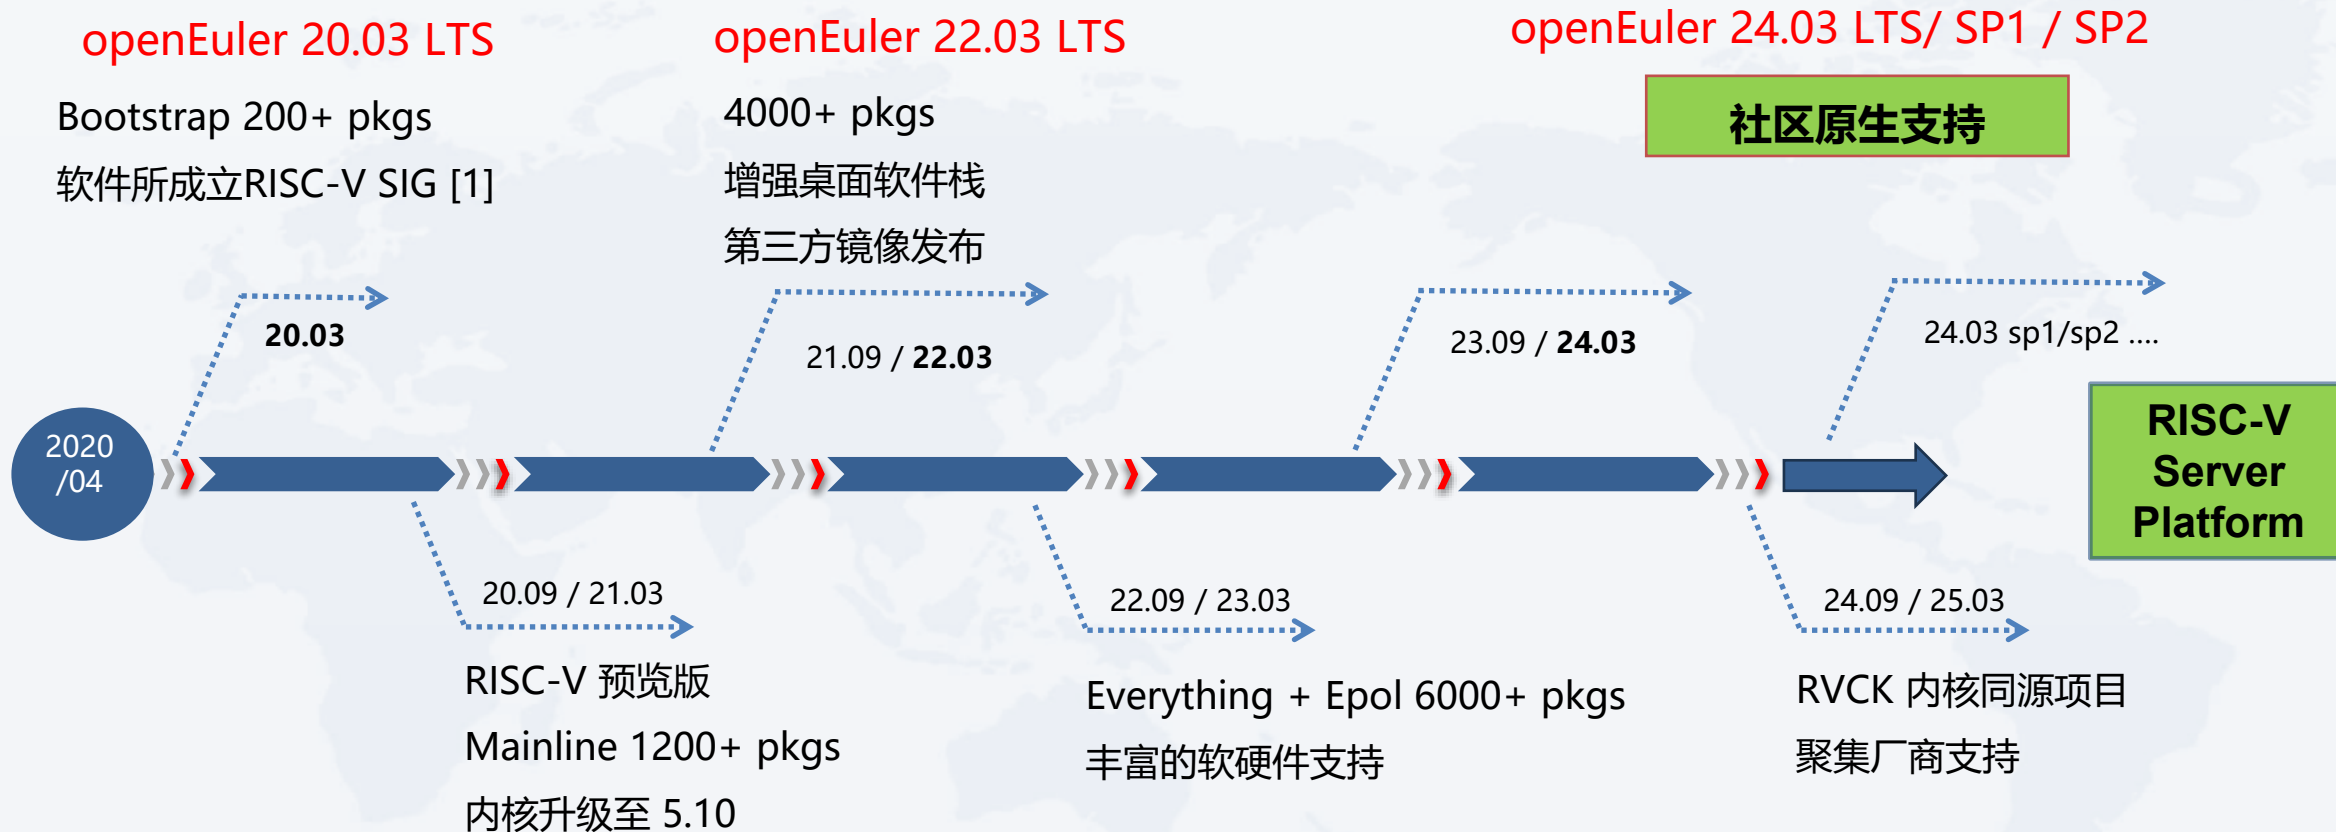 openEuler 20.03 LTS
Bootstrap 200+ pkgs
软件所成立RISC-V SIG [1]
20.03
openEuler 22.03 LTS
4000+ pkgs
增强桌面软件栈
第三方镜像发布
21.09 / 22.03
openEuler 24.03 LTS/ SP1 / SP2
社区原生支持
23.09 / 24.03
24.03 sp1/sp2 ....
2020
/04
RISC-V
Server
Platform
20.09 / 21.03
RISC-V 预览版
Mainline 1200+ pkgs
内核升级至 5.10
22.09 / 23.03
Everything + Epol 6000+ pkgs
丰富的软硬件支持
24.09 / 25.03
RVCK 内核同源项目
聚集厂商支持